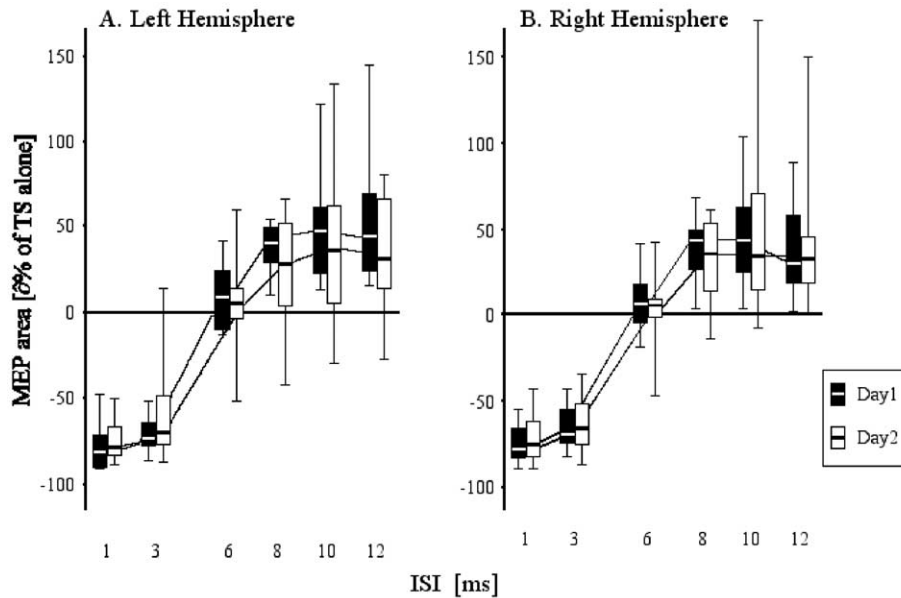 A. Left Hemisphere
B. Right Hemisphere
MEP area [∂% of TS alone]
150
100
50
0
-50
-100
1 3 6 8 10 12
150
100
50
0
-50
-100
1 3 6 8 10 12
Day1
Day2
ISI [ms]